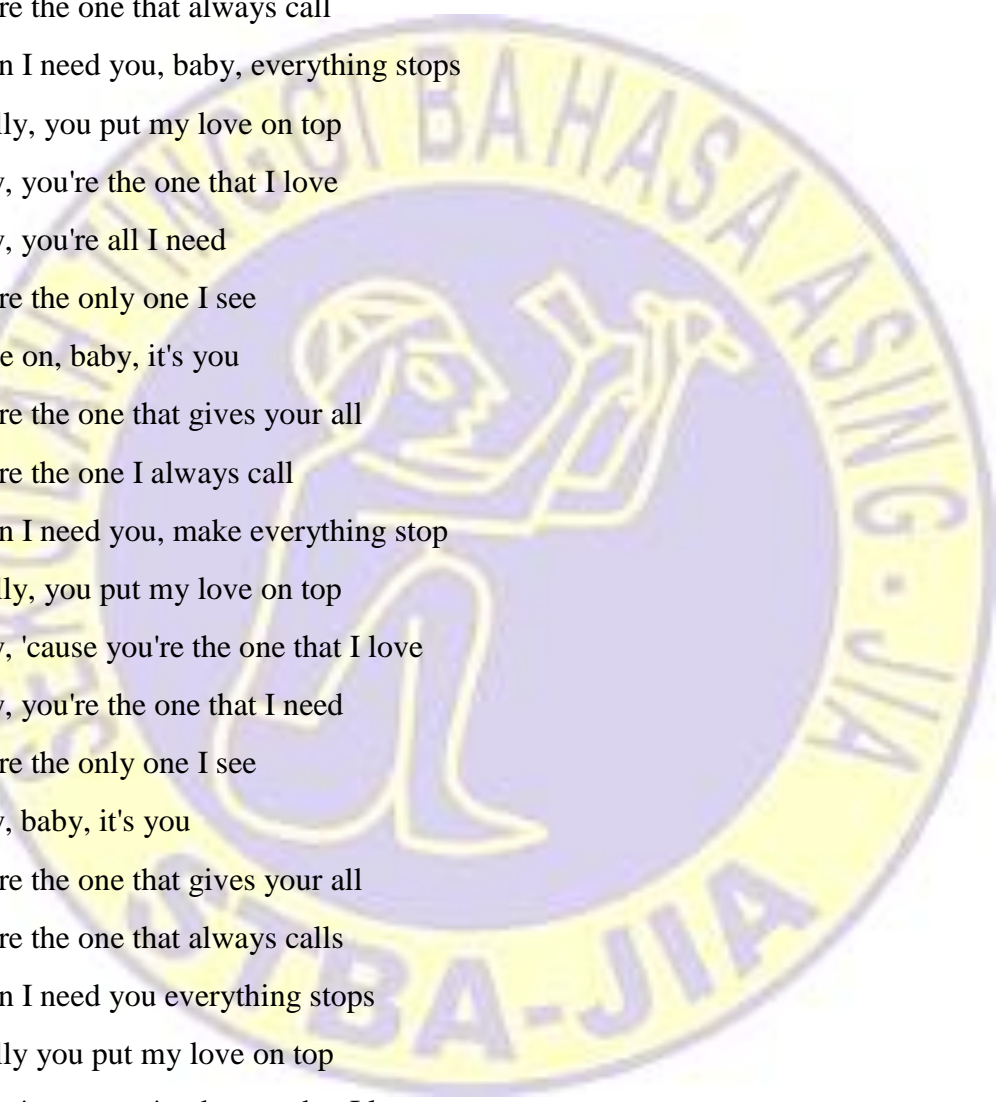 re the one that always call
n I need you, baby, everything stops
lly, you put my love on top
, you're the one that I love
, you're all I need
re the only one I see
e on, baby, it's you
re the one that gives your all
re the one I always call
n I need you, make everything stop
lly, you put my love on top
, 'cause you're the one that I love
, you're the one that I need
re the only one I see
, baby, it's you
re the one that gives your all
re the one that always calls
n I need you everything stops
lly you put my love on top
SEKOLAH TINGGI BAHASA ASING · JIA
STBA-JIA